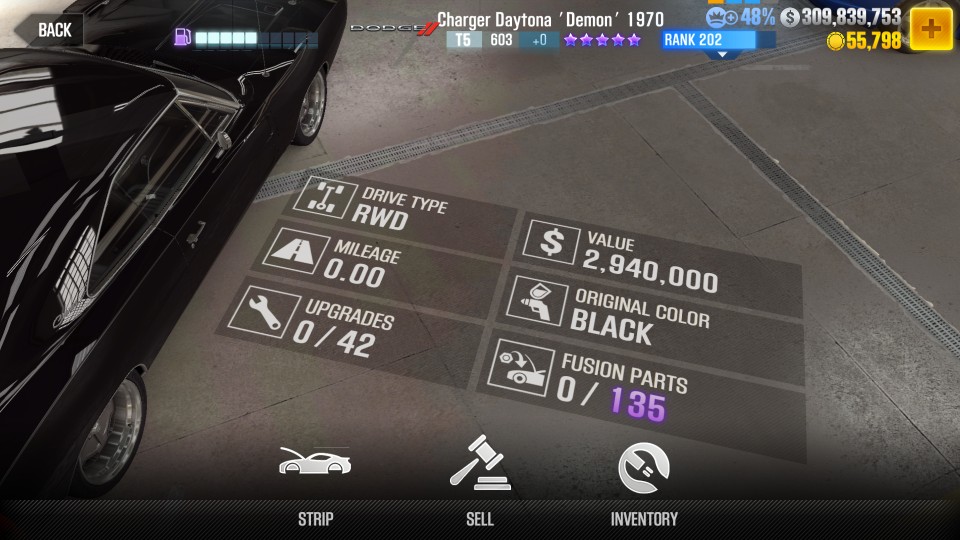 BACK
DODGE
Charger Daytona 'Demon' 1970
T5 603 +0
RANK 202
48%
$ 309,839,753
55,798
DRIVE TYPE
RWD
MILEAGE
0.00
UPGRADES
0 / 42
$ VALUE
2,940,000
ORIGINAL COLOR
BLACK
FUSION PARTS
0 / 135
STRIP
SELL
INVENTORY